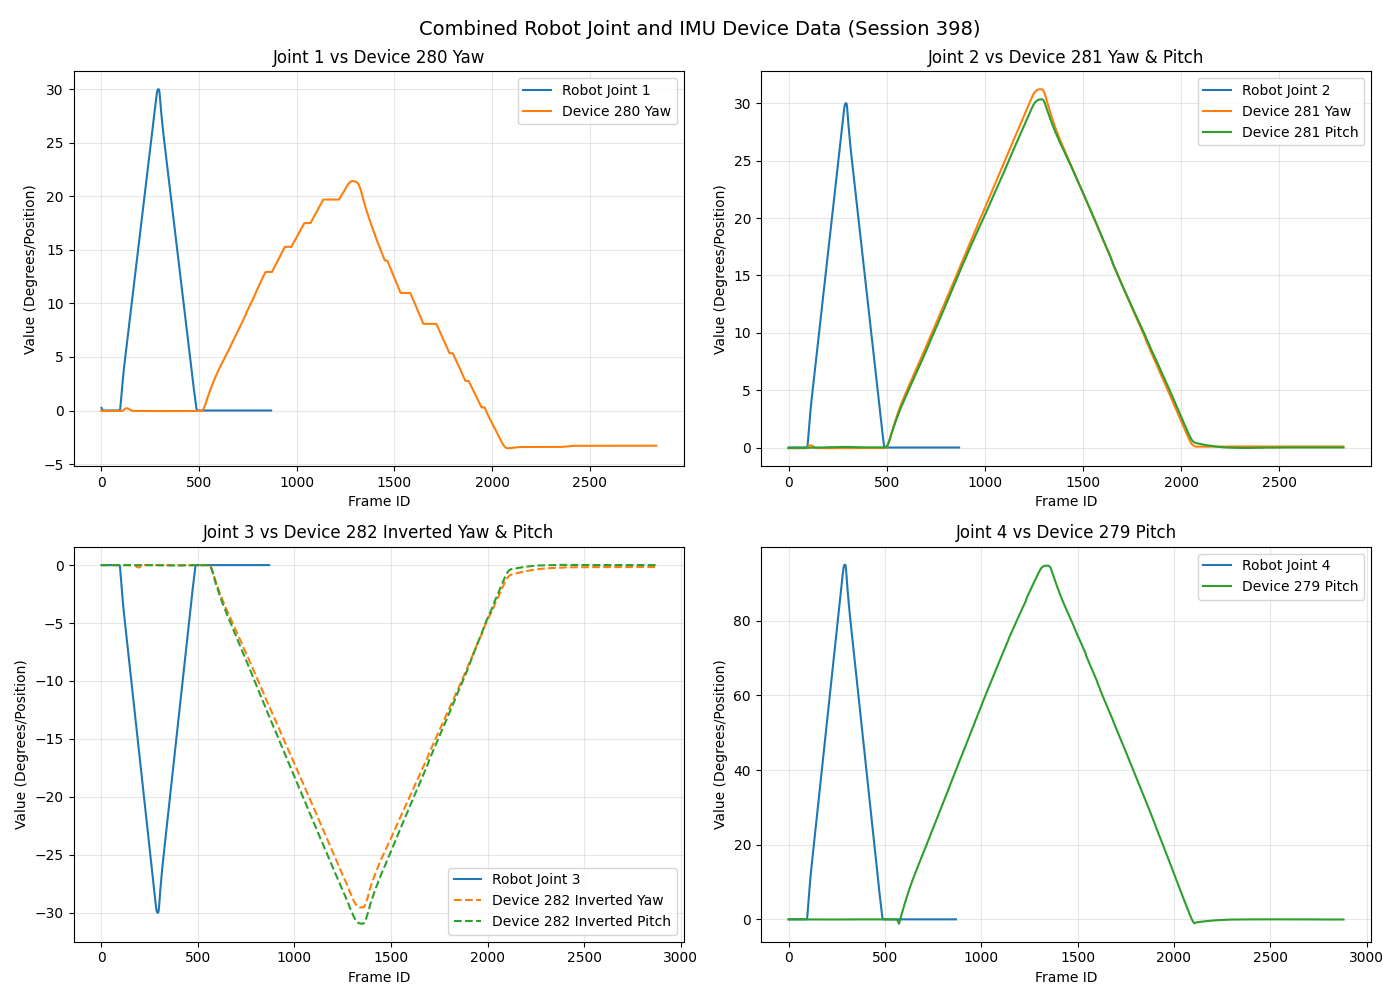 Combined Robot Joint and IMU Device Data (Session 398)
Joint 1 vs Device 280 Yaw
Value (Degrees/Position)
30
25
20
15
10
5
0
−5
Robot Joint 1
Device 280 Yaw
0 500 1000 1500 2000 2500
Frame ID
Joint 2 vs Device 281 Yaw & Pitch
Value (Degrees/Position)
30
25
20
15
10
5
0
Robot Joint 2
Device 281 Yaw
Device 281 Pitch
0 500 1000 1500 2000 2500
Frame ID
Joint 3 vs Device 282 Inverted Yaw & Pitch
Value (Degrees/Position)
0
−5
−10
−15
−20
−25
−30
Robot Joint 3
Device 282 Inverted Yaw
Device 282 Inverted Pitch
0 500 1000 1500 2000 2500 3000
Frame ID
Joint 4 vs Device 279 Pitch
Value (Degrees/Position)
80
60
40
20
0
Robot Joint 4
Device 279 Pitch
0 500 1000 1500 2000 2500 3000
Frame ID